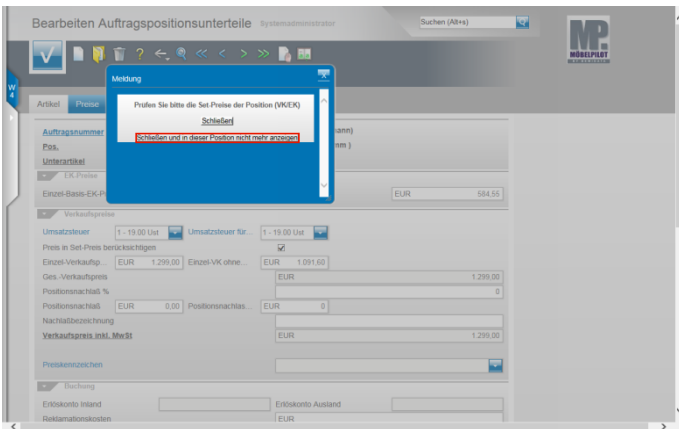 Bearbeiten Auftragspositionsunterteile Systemadministrator Suchen (Alt+s)
MP
MÖBELPILOT
W
4
Meldung
Prüfen Sie bitte die Set-Preise der Position (VK/EK)
Schließen
Schließen und in dieser Position nicht mehr anzeigen
Artikel Preise
Auftragsnummer
Pos.
Unterartikel
EK-Preise
Einzel-Basis-EK-P EUR 584,55
Verkaufspreise
Umsatzsteuer 1 - 19.00 Ust Umsatzsteuer für... 1 - 19.00 Ust
Preis in Set-Preis berücksichtigen
Einzel-Verkaufsp... EUR 1.299,00 Einzel-VK ohne... EUR 1.091,60
Ges.-Verkaufspreis EUR 1.299,00
Positionsnachlaß % 0
Positionsnachlaß EUR 0,00 Positionsnachlas... EUR 0
Nachlaßbezeichnung
Verkaufspreis inkl. MwSt EUR 1.299,00
Preiskennzeichen
Buchung
Erlöskonto Inland Erlöskonto Ausland
Reklamationskosten EUR